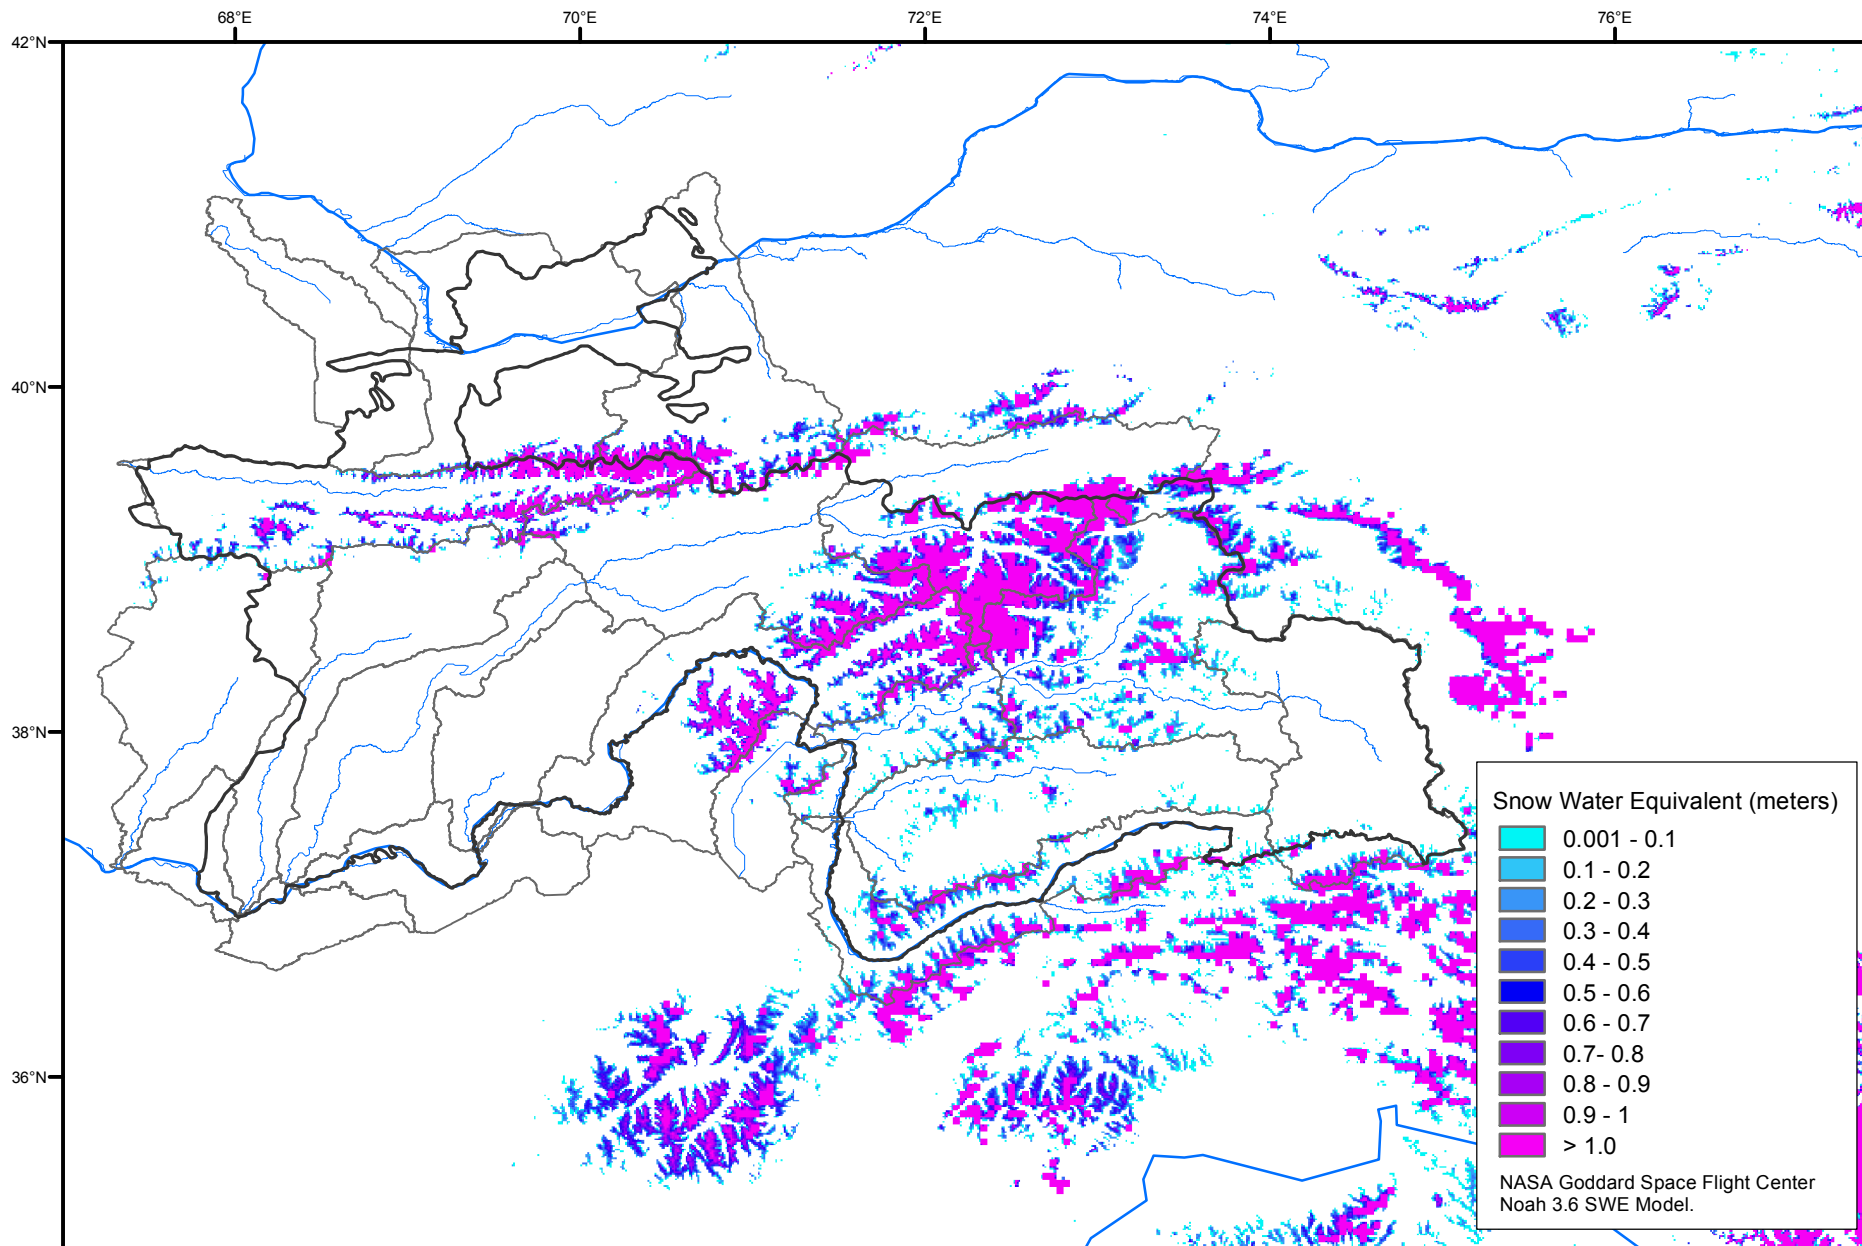 68°E 70°E 72°E 74°E 76°E
42°N
40°N
38°N
36°N
Snow Water Equivalent (meters)
0.001 - 0.1
0.1 - 0.2
0.2 - 0.3
0.3 - 0.4
0.4 - 0.5
0.5 - 0.6
0.6 - 0.7
0.7- 0.8
0.8 - 0.9
0.9 - 1
> 1.0
NASA Goddard Space Flight Center
Noah 3.6 SWE Model.